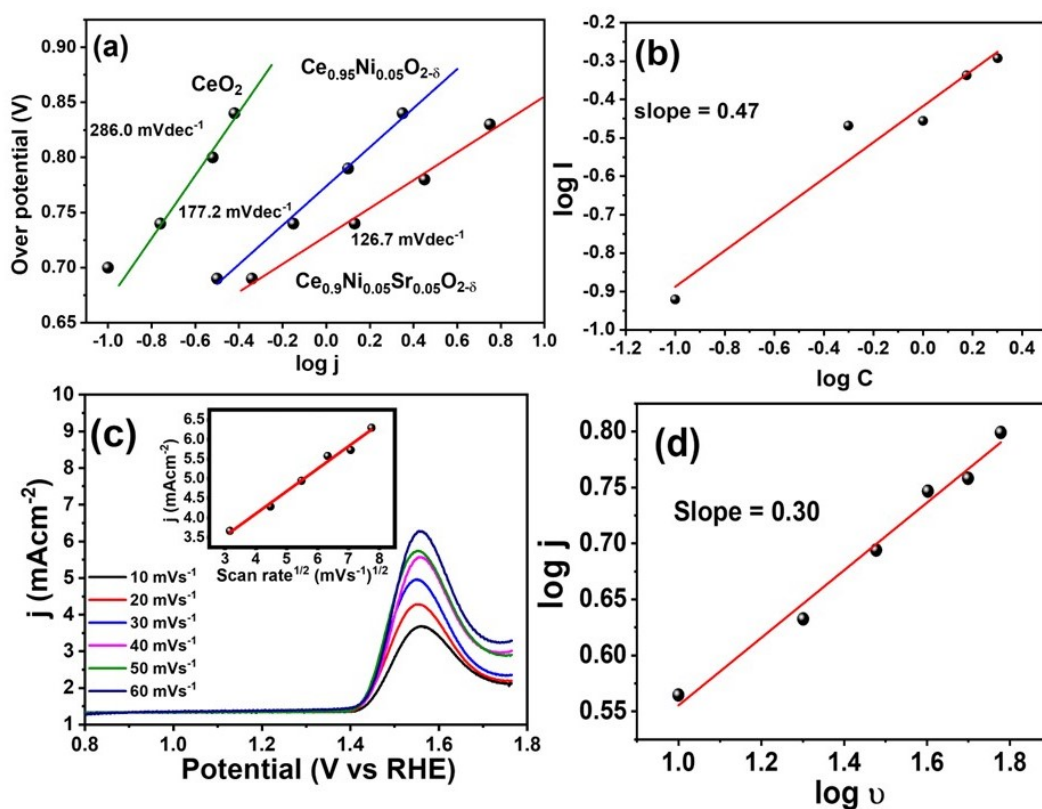 (a)
CeO₂
Ce₀.₉₅Ni₀.₀₅O₂₋δ
286.0 mVdec⁻¹
177.2 mVdec⁻¹
126.7 mVdec⁻¹
Ce₀.₉Ni₀.₀₅Sr₀.₀₅O₂₋δ
Over potential (V)
0.90
0.85
0.80
0.75
0.70
0.65
-1.0 -0.8 -0.6 -0.4 -0.2 0.0 0.2 0.4 0.6 0.8 1.0
log j
(b)
slope = 0.47
log I
-0.2
-0.3
-0.4
-0.5
-0.6
-0.7
-0.8
-0.9
-1.0
-1.2 -1.0 -0.8 -0.6 -0.4 -0.2 0.0 0.2 0.4
log C
(c)
j (mAcm⁻²)
10
9
8
7
6
5
4
3
2
1
j (mAcm⁻²)
6.5
6.0
5.5
5.0
4.5
4.0
3.5
3 4 5 6 7 8
Scan rate¹/² (mVs⁻¹)¹/²
10 mVs⁻¹
20 mVs⁻¹
30 mVs⁻¹
40 mVs⁻¹
50 mVs⁻¹
60 mVs⁻¹
0.8 1.0 1.2 1.4 1.6 1.8
Potential (V vs RHE)
(d)
Slope = 0.30
log j
0.80
0.75
0.70
0.65
0.60
0.55
1.0 1.2 1.4 1.6 1.8
log υ